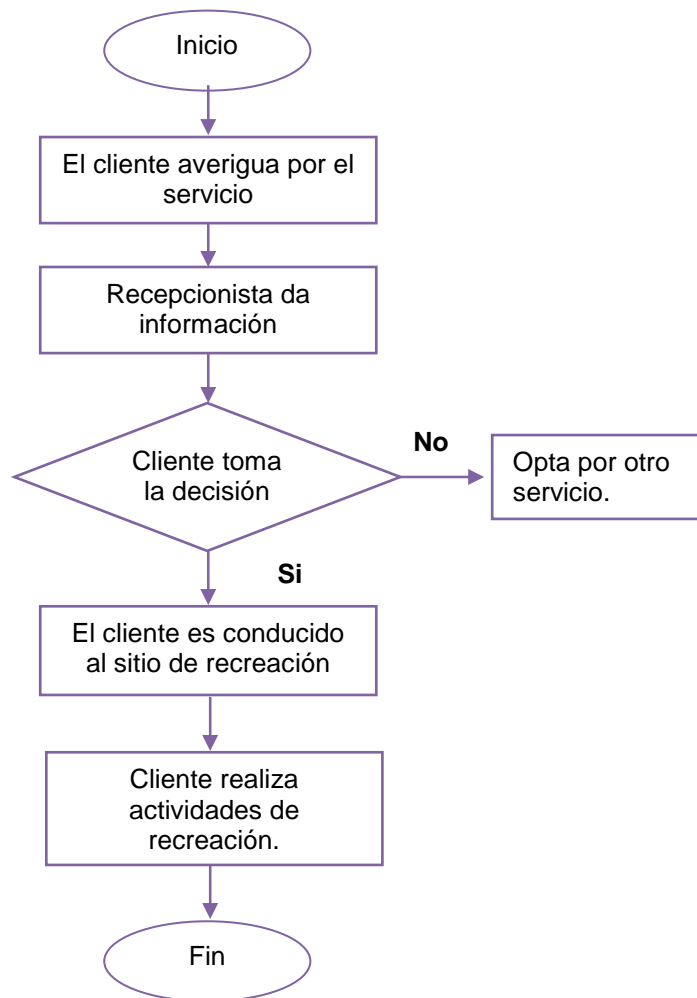 Inicio
El cliente averigua por el
servicio
Recepcionista da
información
Cliente toma
la decisión
No
Opta por otro
servicio.
Si
El cliente es conducido
al sitio de recreación
Cliente realiza
actividades de
recreación.
Fin